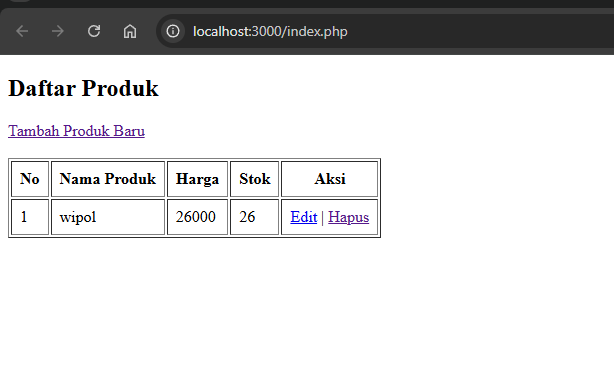 localhost:3000/index.php
Daftar Produk
Tambah Produk Baru
No Nama Produk Harga Stok Aksi
1 wipol 26000 26 Edit | Hapus